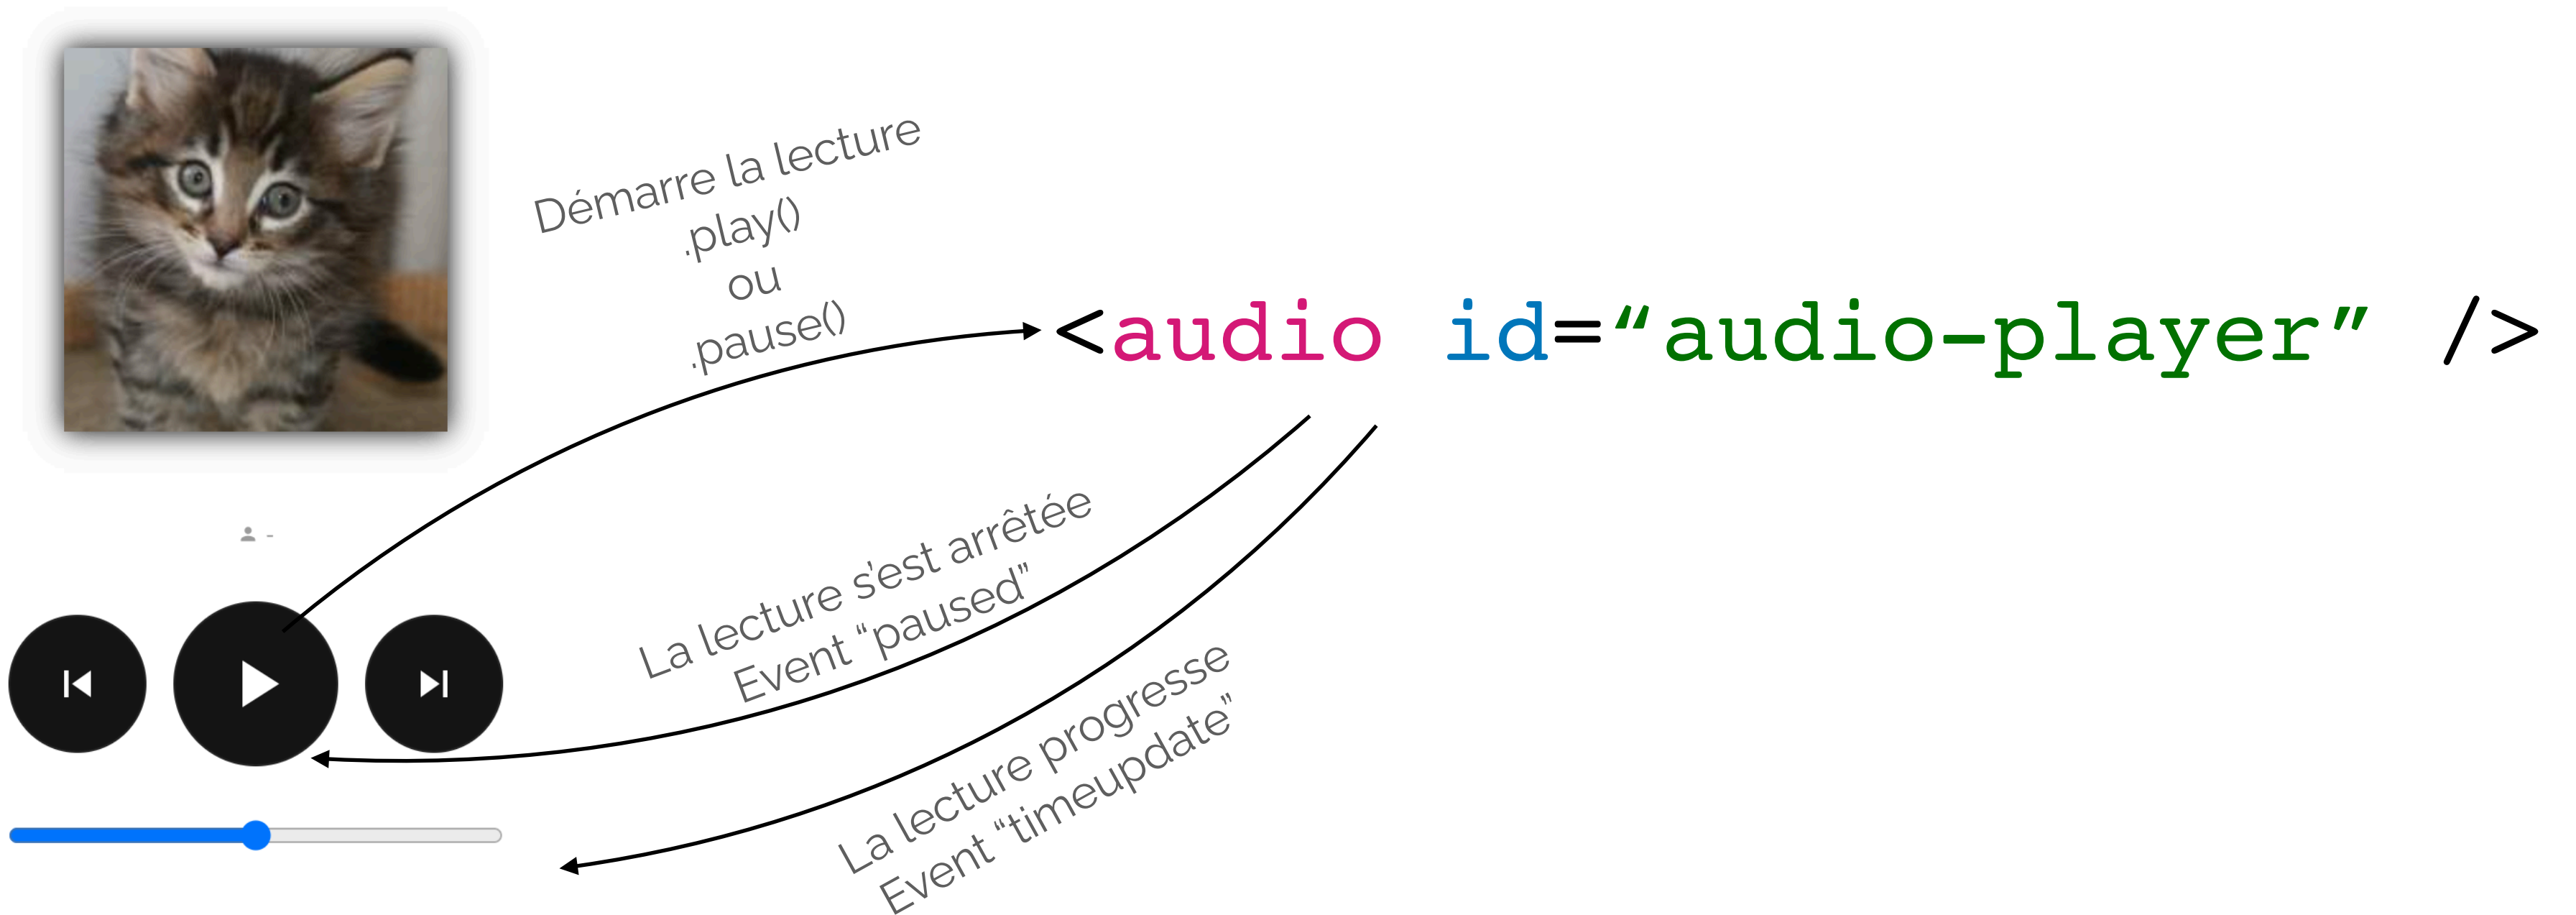 Démarre la lecture
.play()
ou
.pause()
<audio id=“audio-player” />
La lecture s’est arrêtée
Event “paused”
La lecture progresse
Event “timeupdate”
-